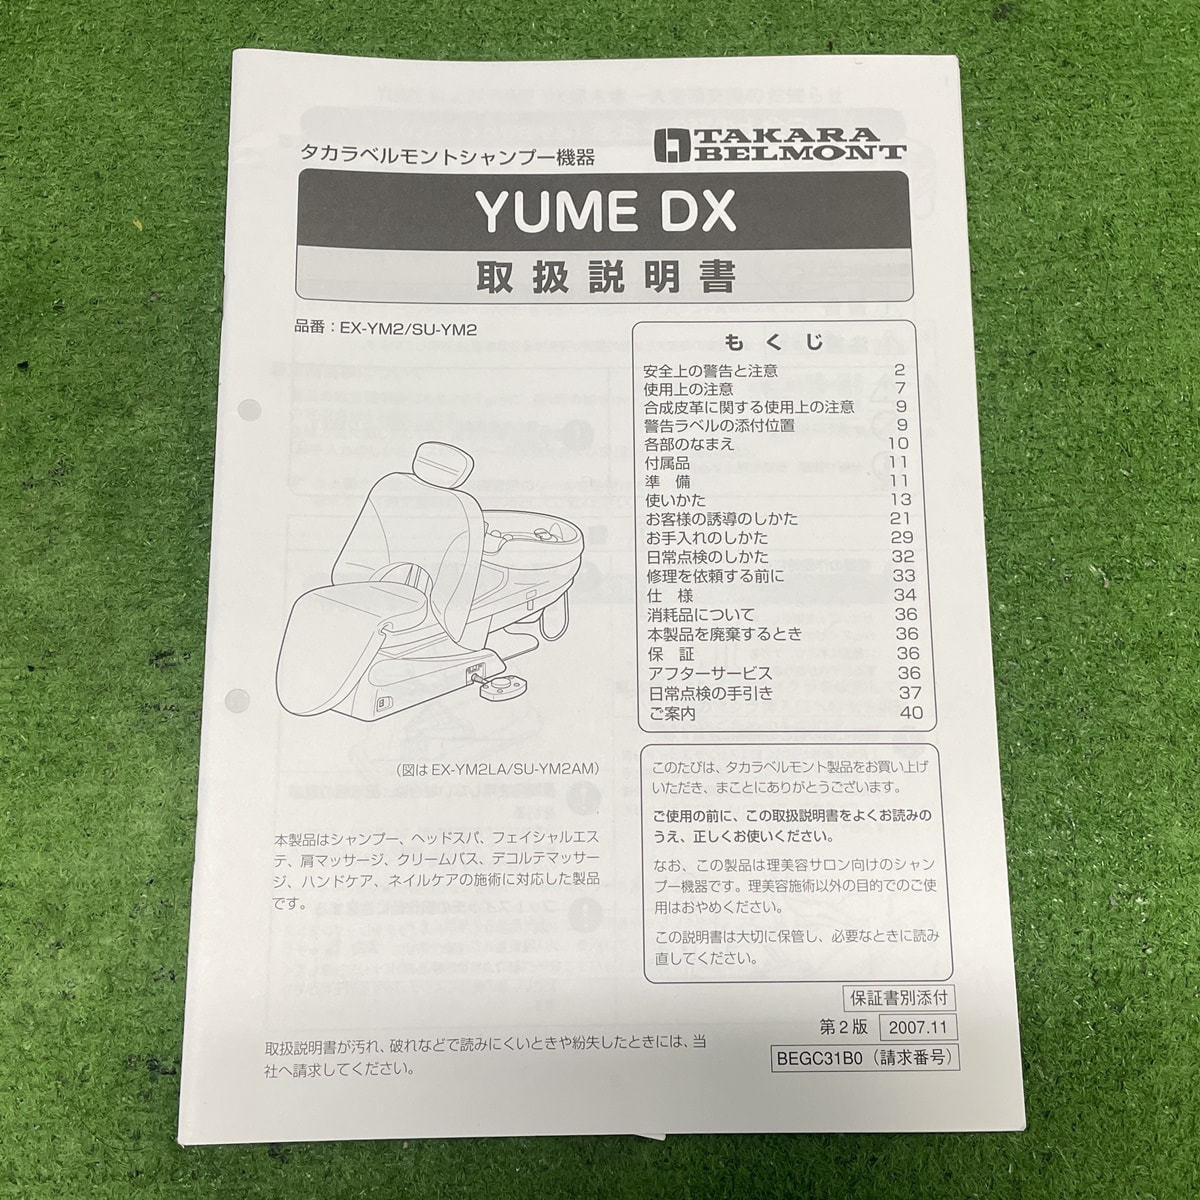 タカラベルモントシャンプー機器
TAKARA
BELMONT
YUME DX
取扱説明書
品番：EX-YM2/SU-YM2
もくじ
安全上の警告と注意 2
使用上の注意 7
合成皮革に関する使用上の注意 9
警告ラベルの添付位置 9
各部のなまえ 10
付属品 11
準 備 11
使いかた 13
お客様の誘導のしかた 21
お手入れのしかた 29
日常点検のしかた 32
修理を依頼する前に 33
仕 様 34
消耗品について 36
本製品を廃棄するとき 36
保 証 36
アフターサービス 36
日常点検の手引き 37
ご案内 40
（図は EX-YM2LA/SU-YM2AM）
本製品はシャンプー、ヘッドスパ、フェイシャルエス
テ、肩マッサージ、クリームバス、デコルテマッサー
ジ、ハンドケア、ネイルケアの施術に対応した製品
です。
このたびは、タカラベルモント製品をお買い上げ
いただき、まことにありがとうございます。
ご使用の前に、この取扱説明書をよくお読みの
うえ、正しくお使いください。
なお、この製品は理美容サロン向けのシャン
プー機器です。理美容施術以外の目的でのご使
用はおやめください。
この説明書は大切に保管し、必要なときに読み
直してください。
保証書別添付
第２版 2007.11
BEGC31B0（請求番号）
取扱説明書が汚れ、破れなどで読みにくいときや紛失したときには、当
社へ請求してください。